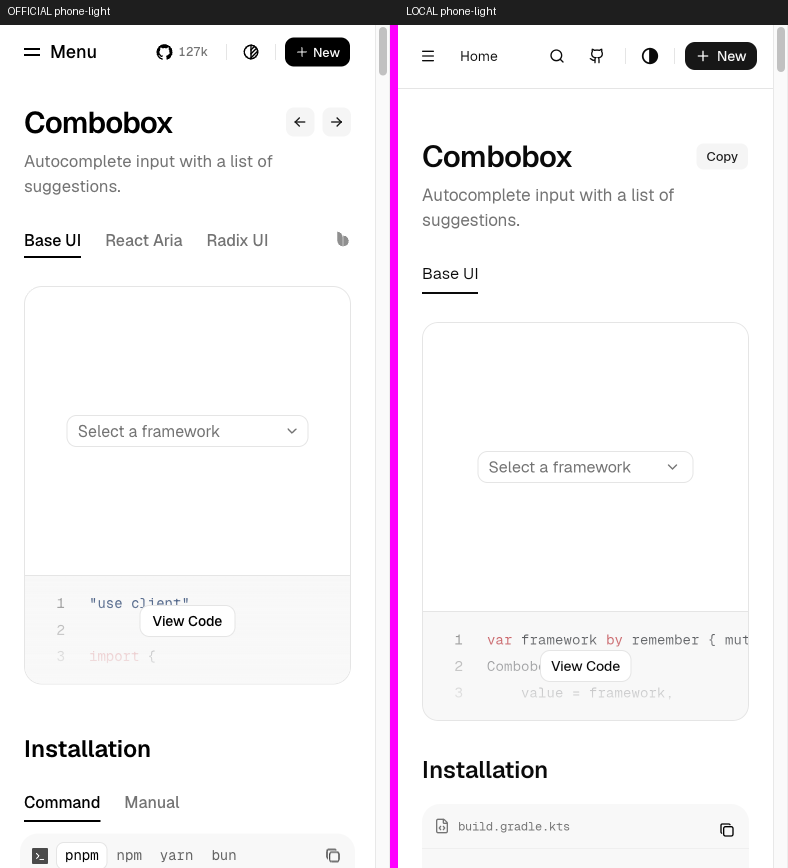 OFFICIAL phone-light
Menu
127k
New
Combobox
Autocomplete input with a list of
suggestions.
Base UI
React Aria
Radix UI
Select a framework
1 "use client"
2
3 import {
View Code
Installation
Command
Manual
pnpm
npm
yarn
bun
LOCAL phone-light
Home
New
Combobox
Copy
Autocomplete input with a list of
suggestions.
Base UI
Select a framework
1 var framework by remember { mut
2 Combob
3 value = framework,
View Code
Installation
build.gradle.kts